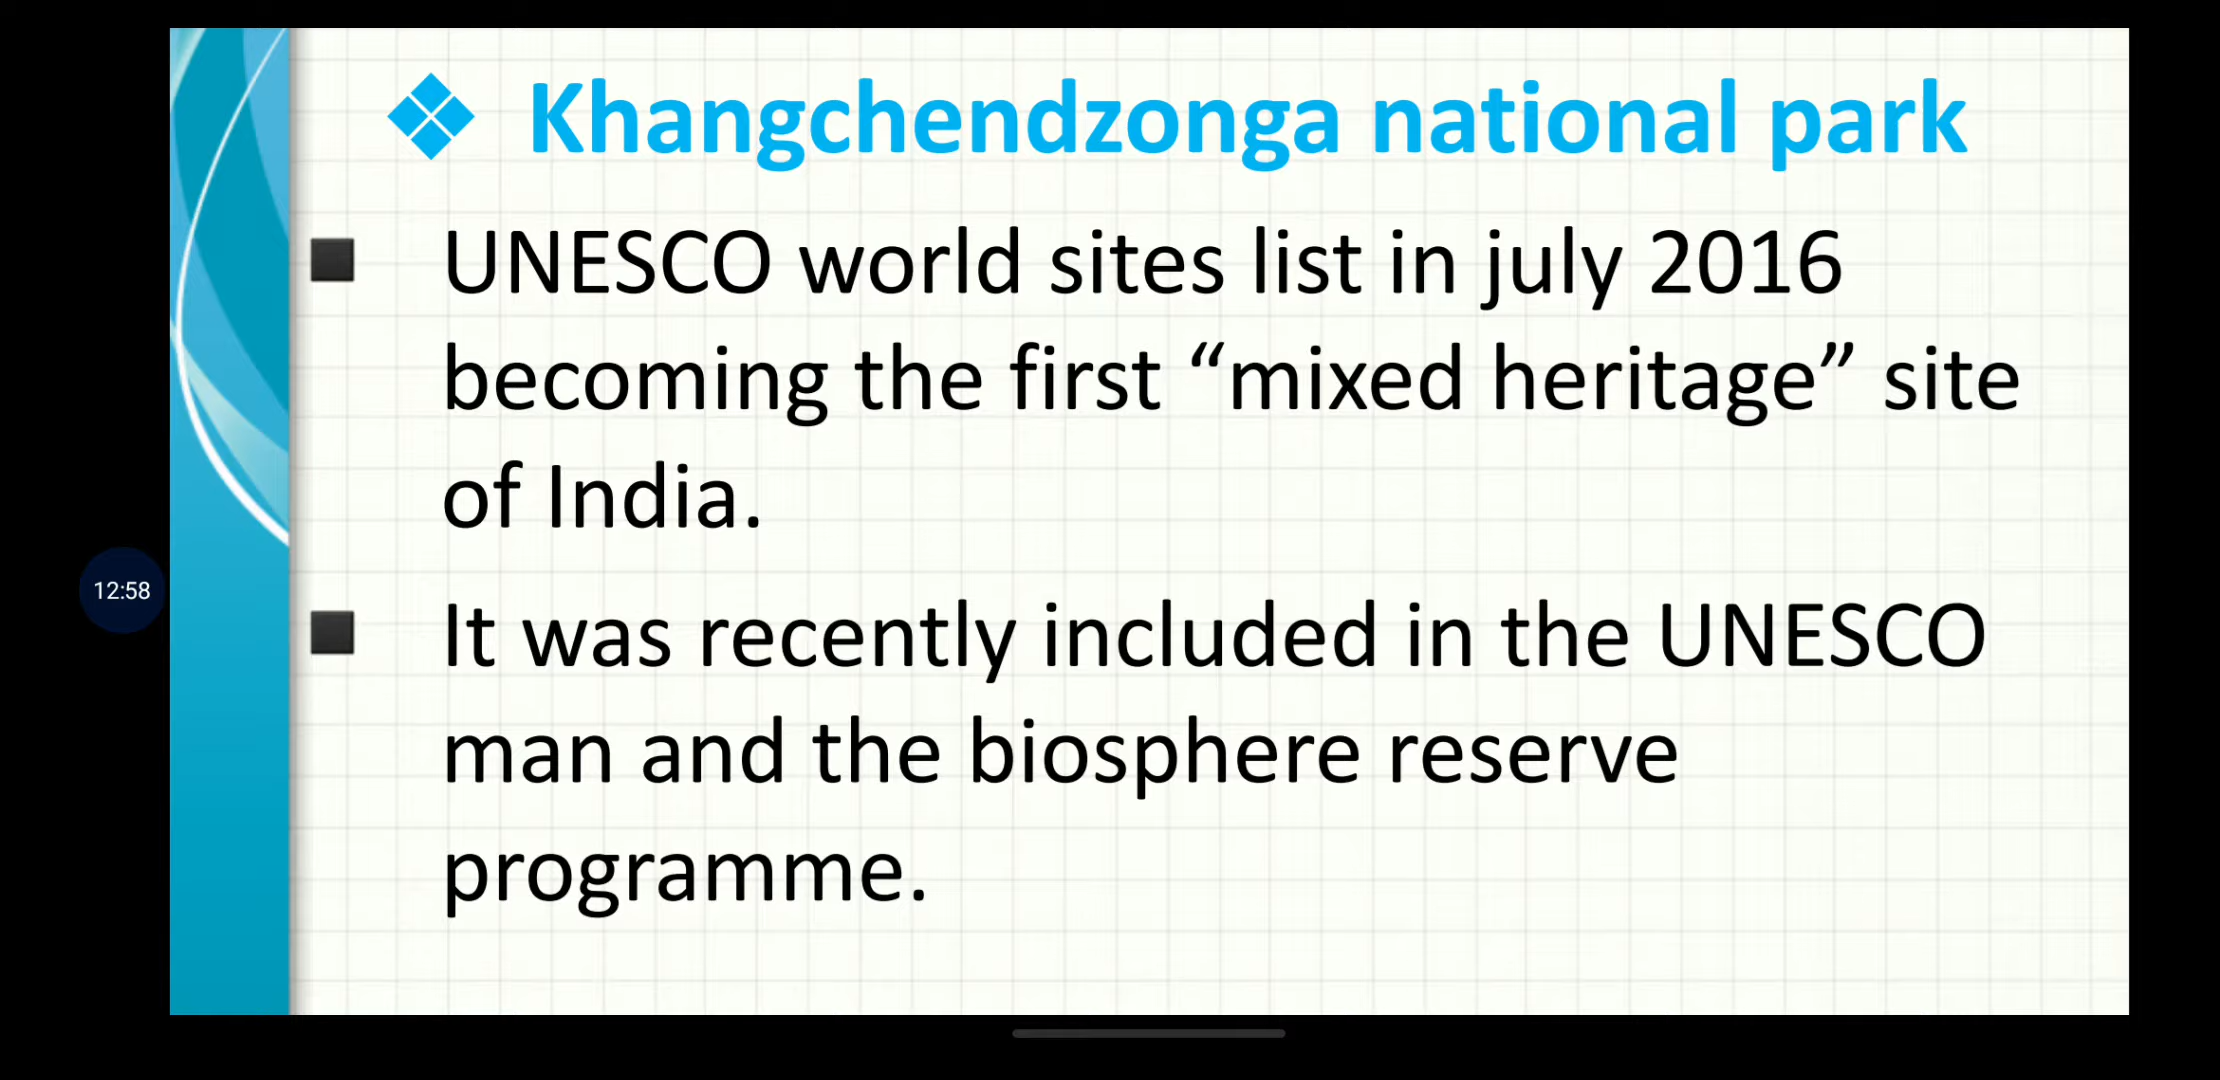 Khangchendzonga national park
UNESCO world sites list in july 2016
becoming the first “mixed heritage” site
of India.
12:58
It was recently included in the UNESCO
man and the biosphere reserve
programme.